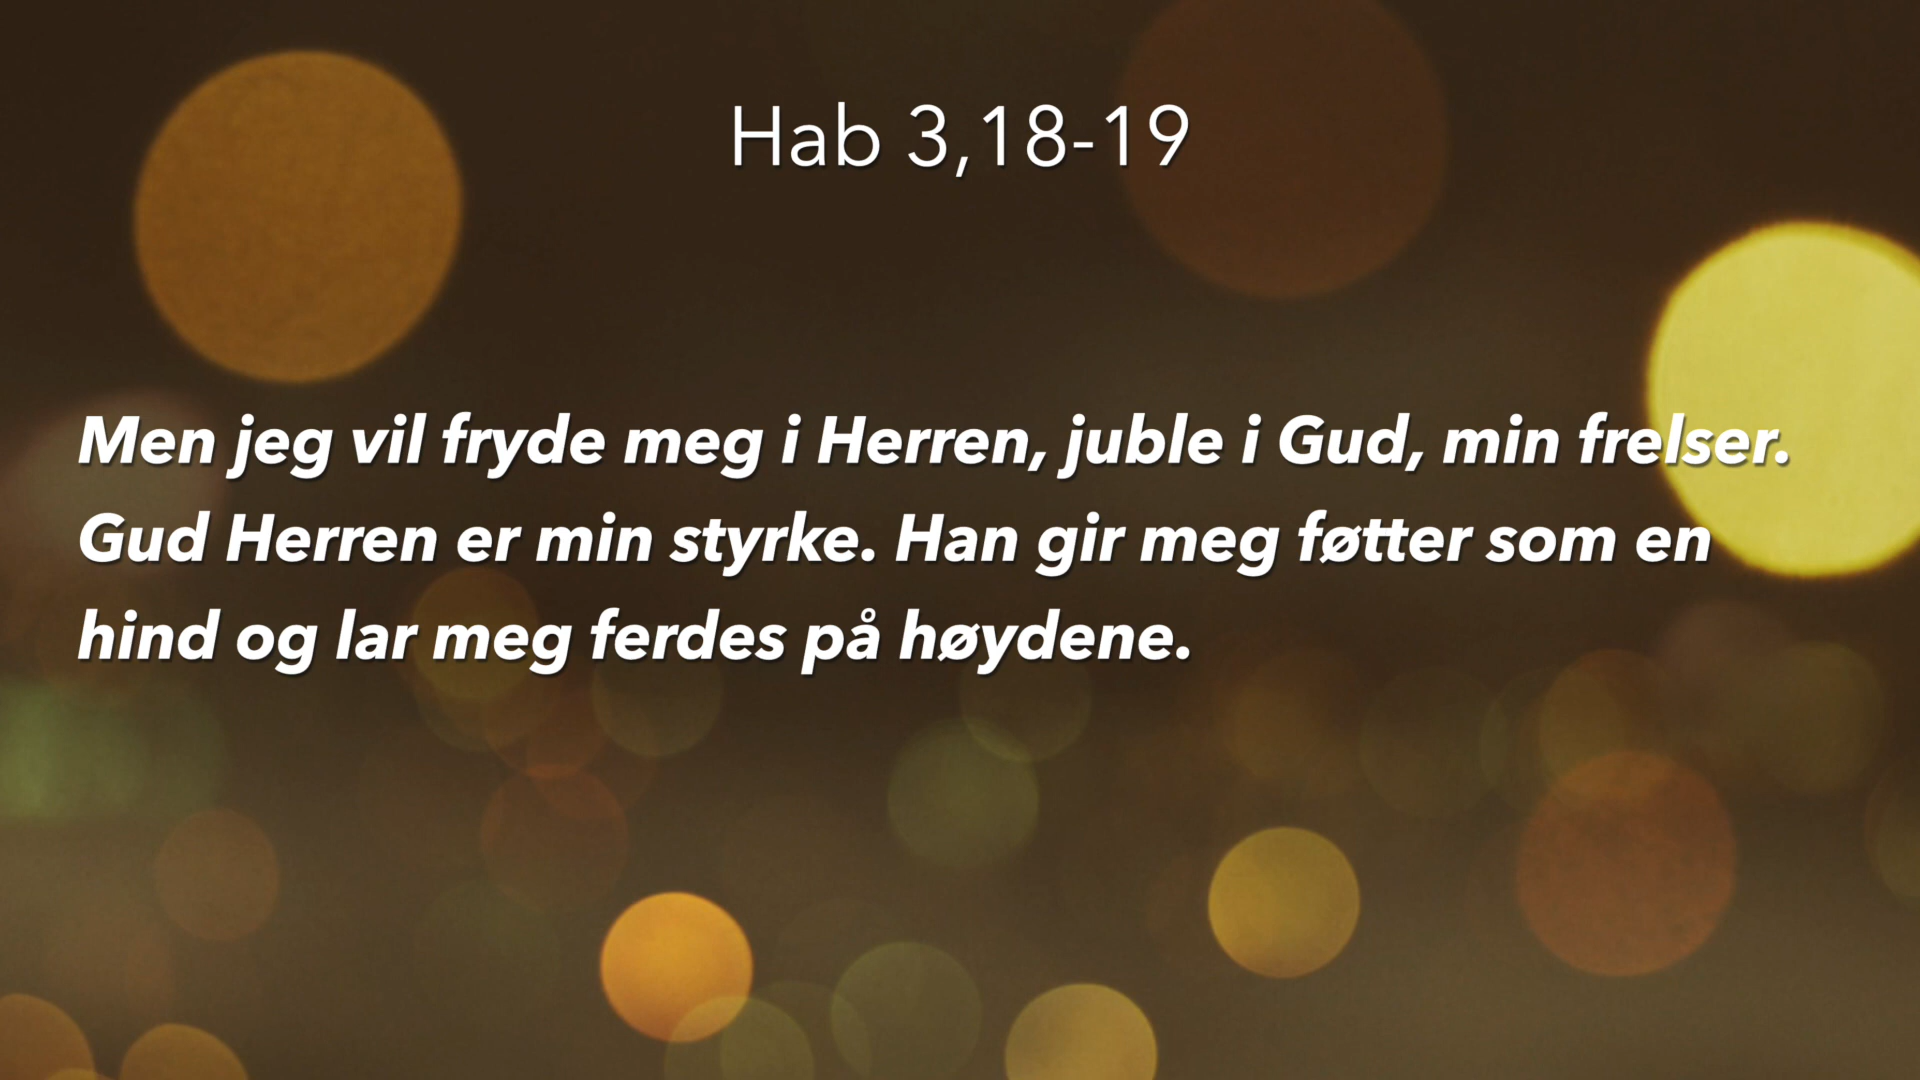 Hab 3,18-19
Men jeg vil fryde meg i Herren, juble i Gud, min frelser.
Gud Herren er min styrke. Han gir meg føtter som en
hind og lar meg ferdes på høydene.